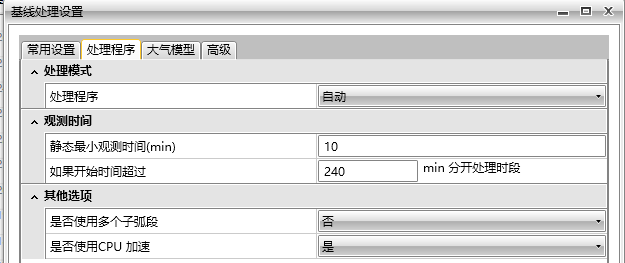 基线处理设置
常用设置 处理程序 大气模型 高级
处理模式
处理程序 自动
观测时间
静态最小观测时间(min) 10
如果开始时间超过 240 min 分开处理时段
其他选项
是否使用多个子弧段 否
是否使用CPU 加速 是